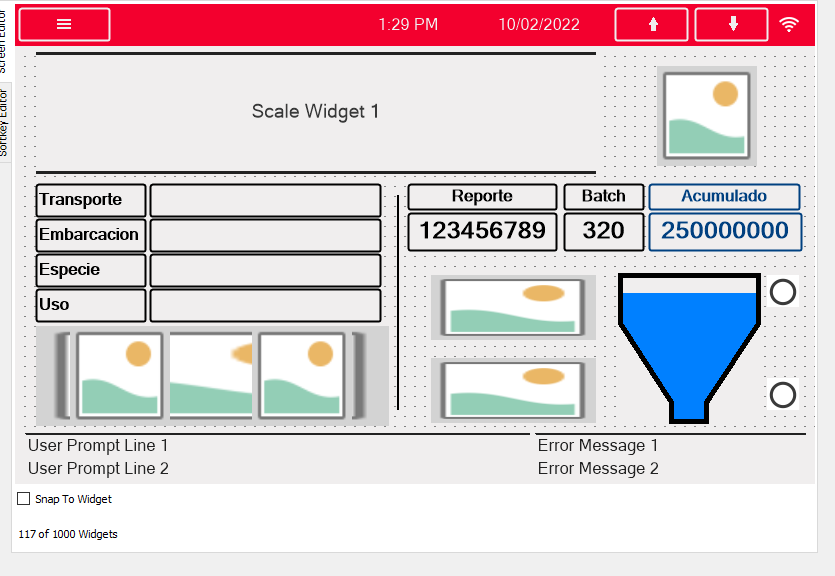 Screen Editor
Softkey Editor
1:29 PM 10/02/2022
Scale Widget 1
Transporte
Embarcacion
Especie
Uso
Reporte Batch Acumulado
123456789 320 250000000
User Prompt Line 1
User Prompt Line 2
Error Message 1
Error Message 2
Snap To Widget
117 of 1000 Widgets